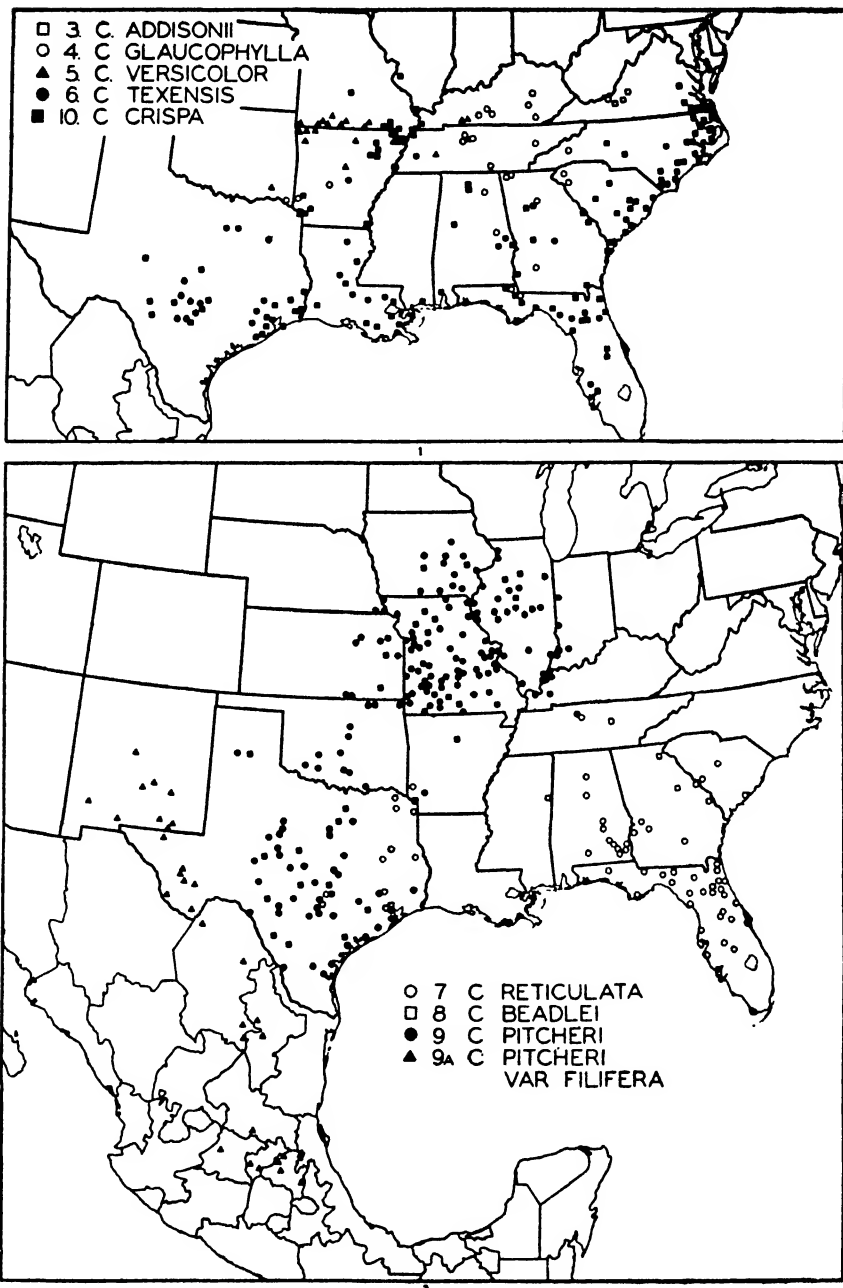 □ 3. C. ADDISONII
○ 4. C GLAUCOPHYLLA
▲ 5. C. VERSICOLOR
● 6. C TEXENSIS
■ 10. C CRISPA
1
○ 7 C RETICULATA
□ 8 C BEADLEI
● 9 C PITCHERI
▲ 9A C PITCHERI
VAR FILIFERA